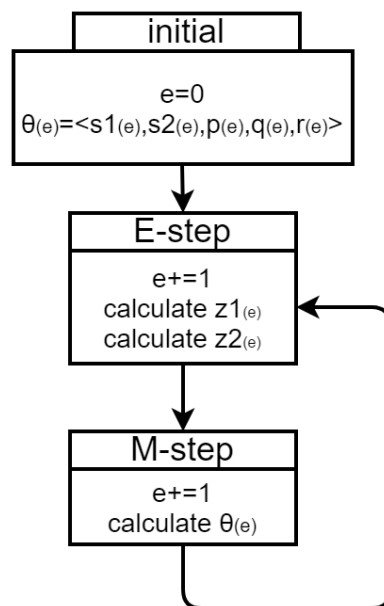 initial
e=0
θ(e)=<s1(e),s2(e),p(e),q(e),r(e)>
E-step
e+=1
calculate z1(e)
calculate z2(e)
M-step
e+=1
calculate θ(e)